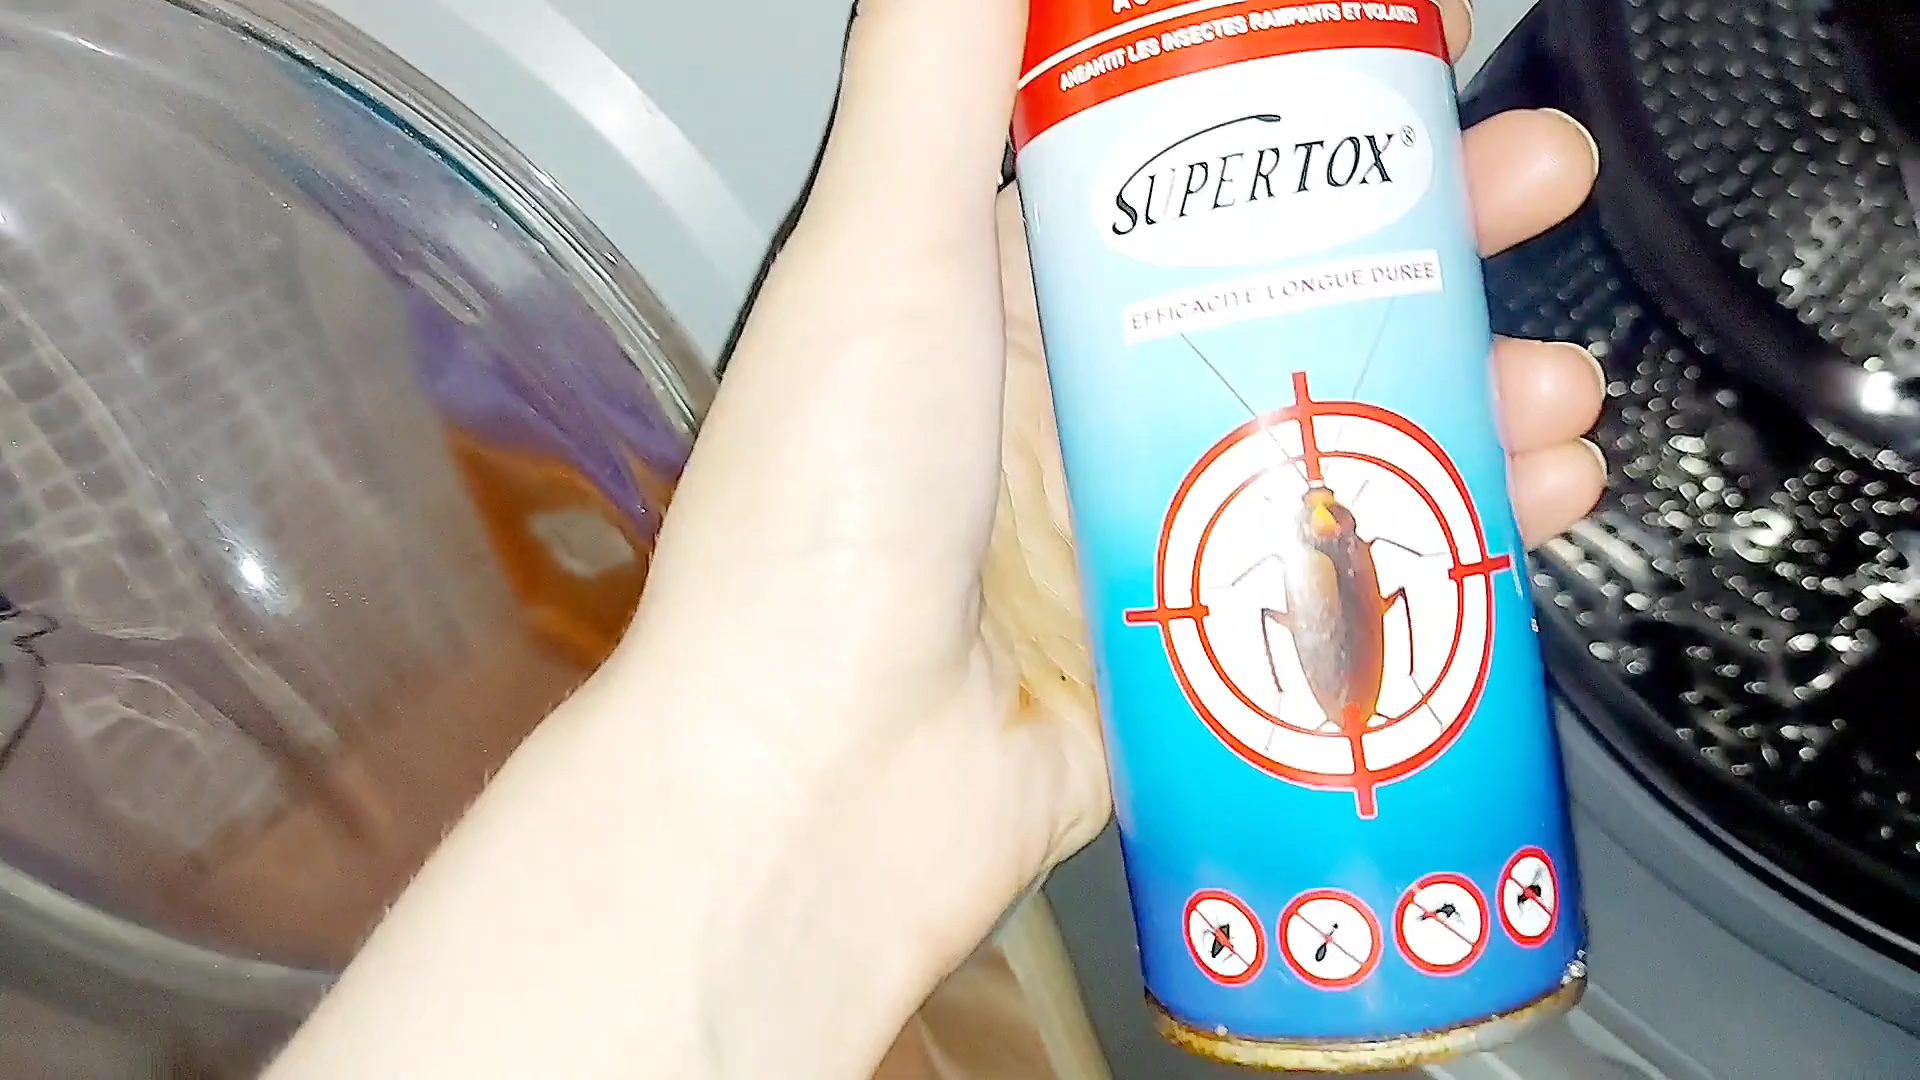 ANEANTIT LES INSECTES RAMPANTS ET VOLANTS
SUPERTOX®
EFFICACITE LONGUE DUREE